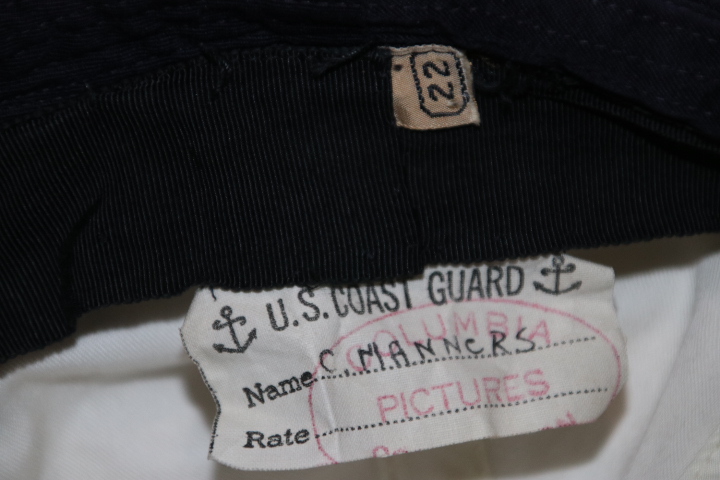 22
U.S. COAST GUARD
COLUMBIA
Name C. MANNERS
PICTURES
Rate